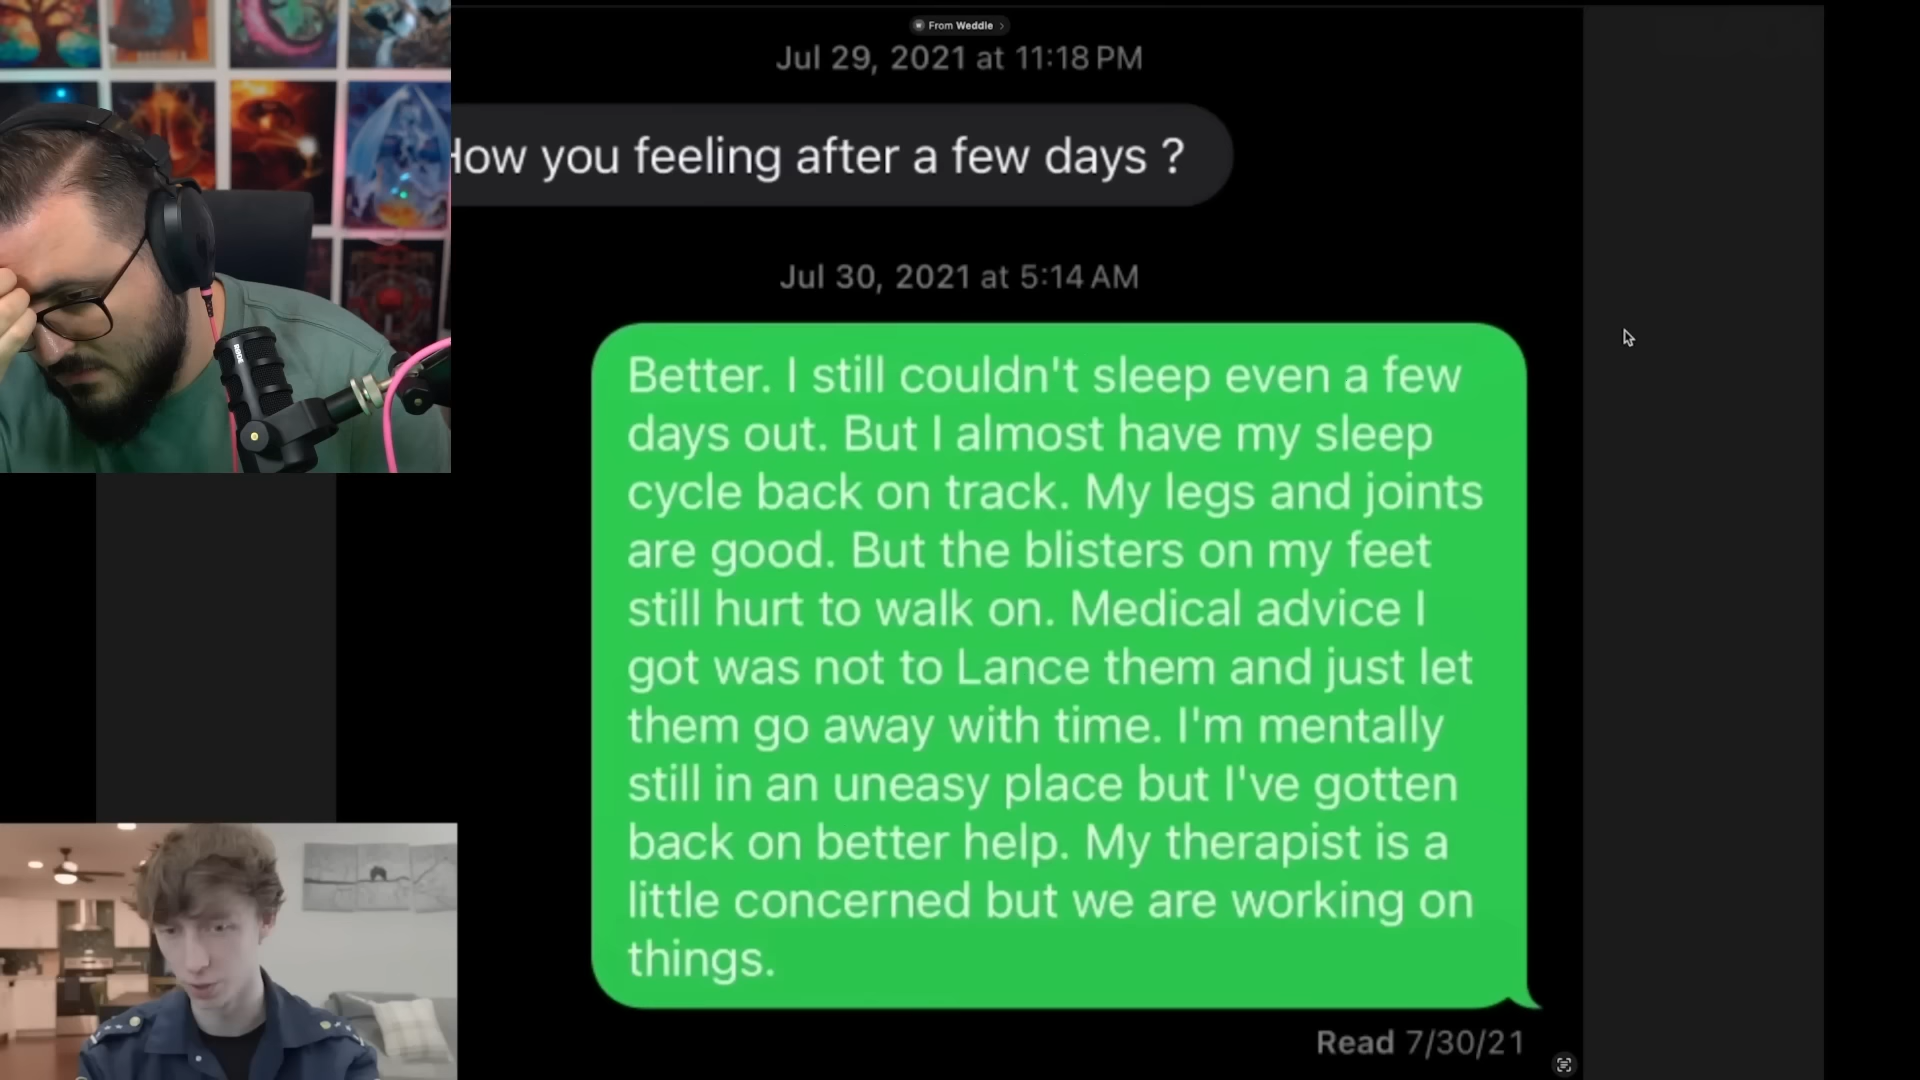 From Weddle >
Jul 29, 2021 at 11:18 PM
How you feeling after a few days ?
Jul 30, 2021 at 5:14 AM
Better. I still couldn't sleep even a few
days out. But I almost have my sleep
cycle back on track. My legs and joints
are good. But the blisters on my feet
still hurt to walk on. Medical advice I
got was not to Lance them and just let
them go away with time. I'm mentally
still in an uneasy place but I've gotten
back on better help. My therapist is a
little concerned but we are working on
things.
Read 7/30/21
RODE